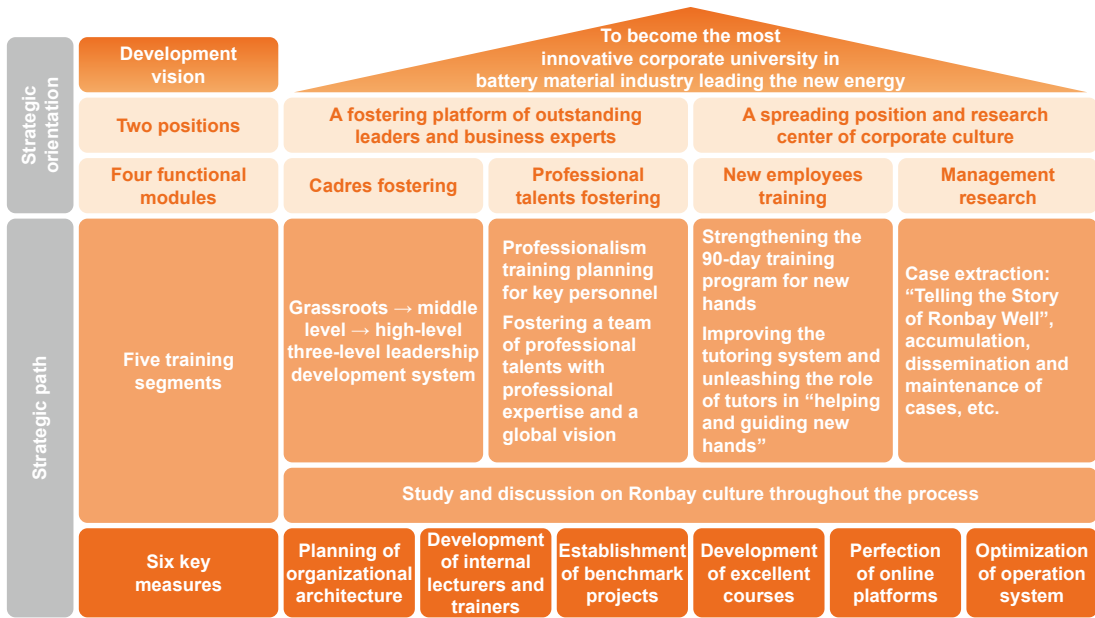 Strategic
orientation
Development
vision
To become the most
innovative corporate university in
battery material industry leading the new energy
Two positions
A fostering platform of outstanding
leaders and business experts
A spreading position and research
center of corporate culture
Four functional
modules
Cadres fostering
Professional
talents fostering
New employees
training
Management
research
Strategic path
Five training
segments
Grassroots → middle
level → high-level
three-level leadership
development system
Professionalism
training planning
for key personnel
Fostering a team
of professional
talents with
professional
expertise and a
global vision
Strengthening the
90-day training
program for new
hands
Improving the
tutoring system and
unleashing the role
of tutors in “helping
and guiding new
hands”
Case extraction:
“Telling the Story
of Ronbay Well”,
accumulation,
dissemination and
maintenance of
cases, etc.
Study and discussion on Ronbay culture throughout the process
Six key
measures
Planning of
organizational
architecture
Development
of internal
lecturers and
trainers
Establishment
of benchmark
projects
Development
of excellent
courses
Perfection
of online
platforms
Optimization
of operation
system